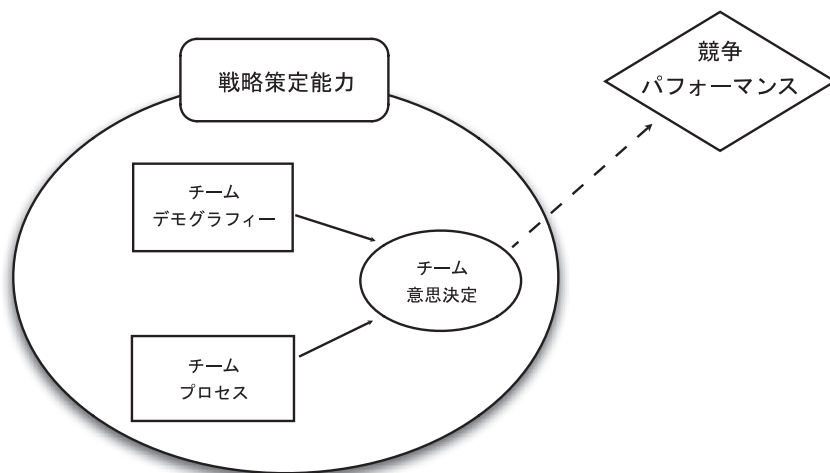 戦略策定能力
競争
パフォーマンス
チーム
デモグラフィー
チーム
意思決定
チーム
プロセス